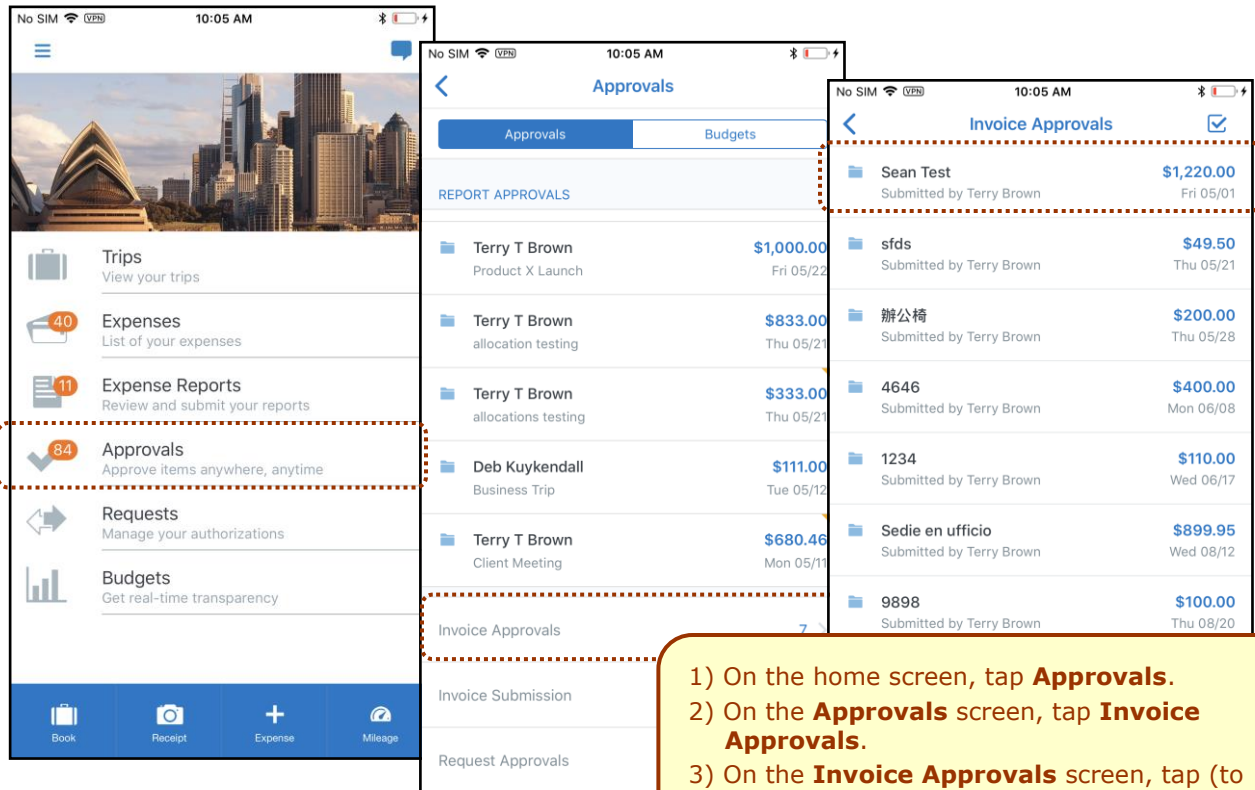 No SIM VPN 10:05 AM
Trips
View your trips
40
Expenses
List of your expenses
11
Expense Reports
Review and submit your reports
84
Approvals
Approve items anywhere, anytime
Requests
Manage your authorizations
Budgets
Get real-time transparency
Book Receipt Expense Mileage
No SIM VPN 10:05 AM
Approvals
Approvals Budgets
REPORT APPROVALS
Terry T Brown $1,000.00
Product X Launch Fri 05/22
Terry T Brown $833.00
allocation testing Thu 05/21
Terry T Brown $333.00
allocations testing Thu 05/21
Deb Kuykendall $111.00
Business Trip Tue 05/12
Terry T Brown $680.46
Client Meeting Mon 05/11
Invoice Approvals 7
Invoice Submission
Request Approvals
No SIM VPN 10:05 AM
Invoice Approvals
Sean Test $1,220.00
Submitted by Terry Brown Fri 05/01
sfds $49.50
Submitted by Terry Brown Thu 05/21
辦公椅 $200.00
Submitted by Terry Brown Thu 05/28
4646 $400.00
Submitted by Terry Brown Mon 06/08
1234 $110.00
Submitted by Terry Brown Wed 06/17
Sedie en ufficio $899.95
Submitted by Terry Brown Wed 08/12
9898 $100.00
Submitted by Terry Brown Thu 08/20
1) On the home screen, tap Approvals.
2) On the Approvals screen, tap Invoice
Approvals.
3) On the Invoice Approvals screen, tap (to